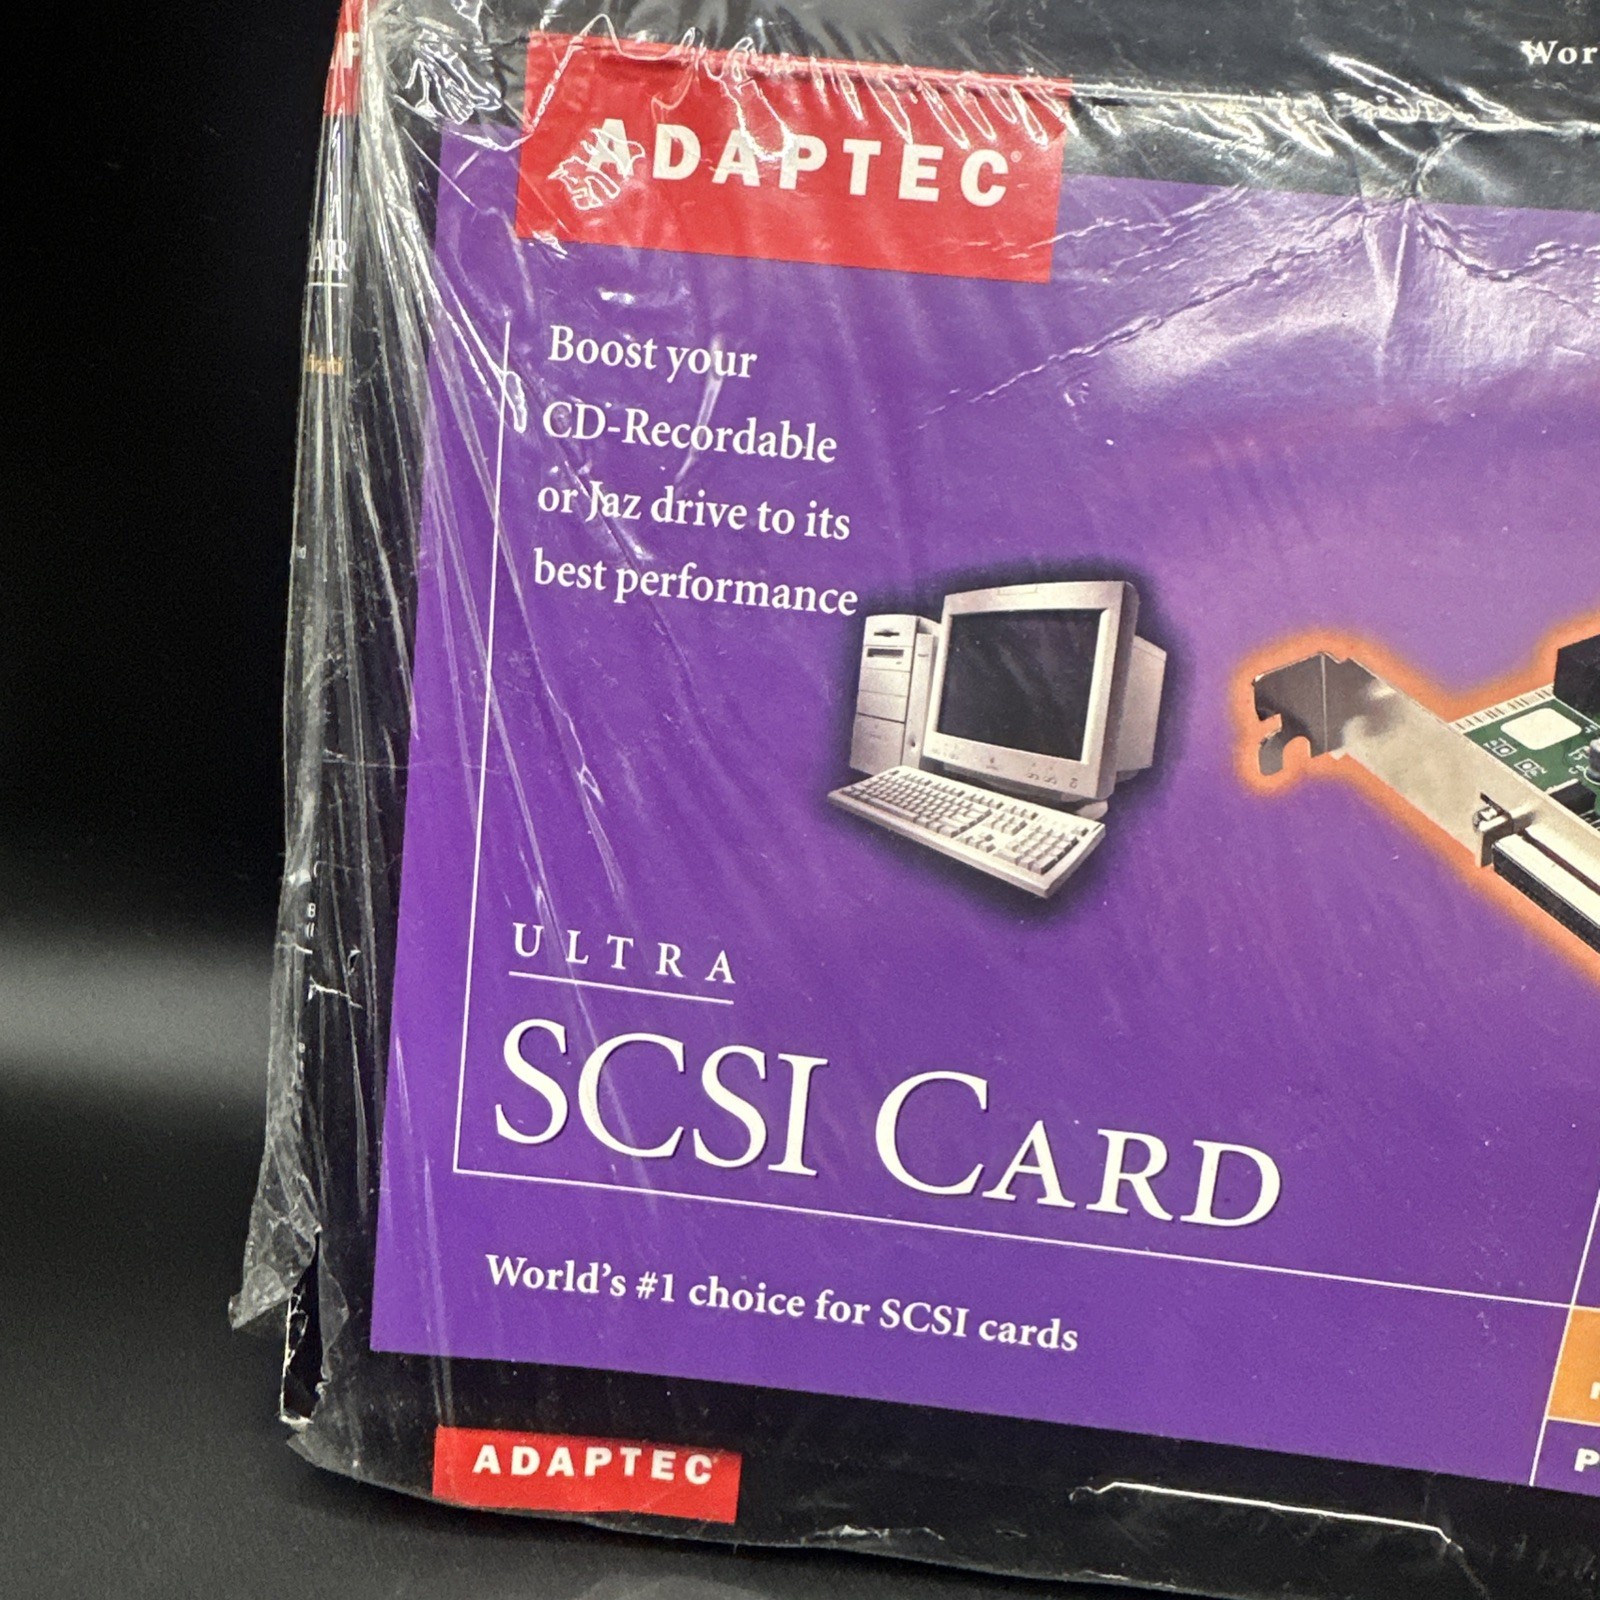 ADAPTEC
Boost your
CD-Recordable
or Jaz drive to its
best performance
ULTRA
SCSI CARD
World's #1 choice for SCSI cards
ADAPTEC